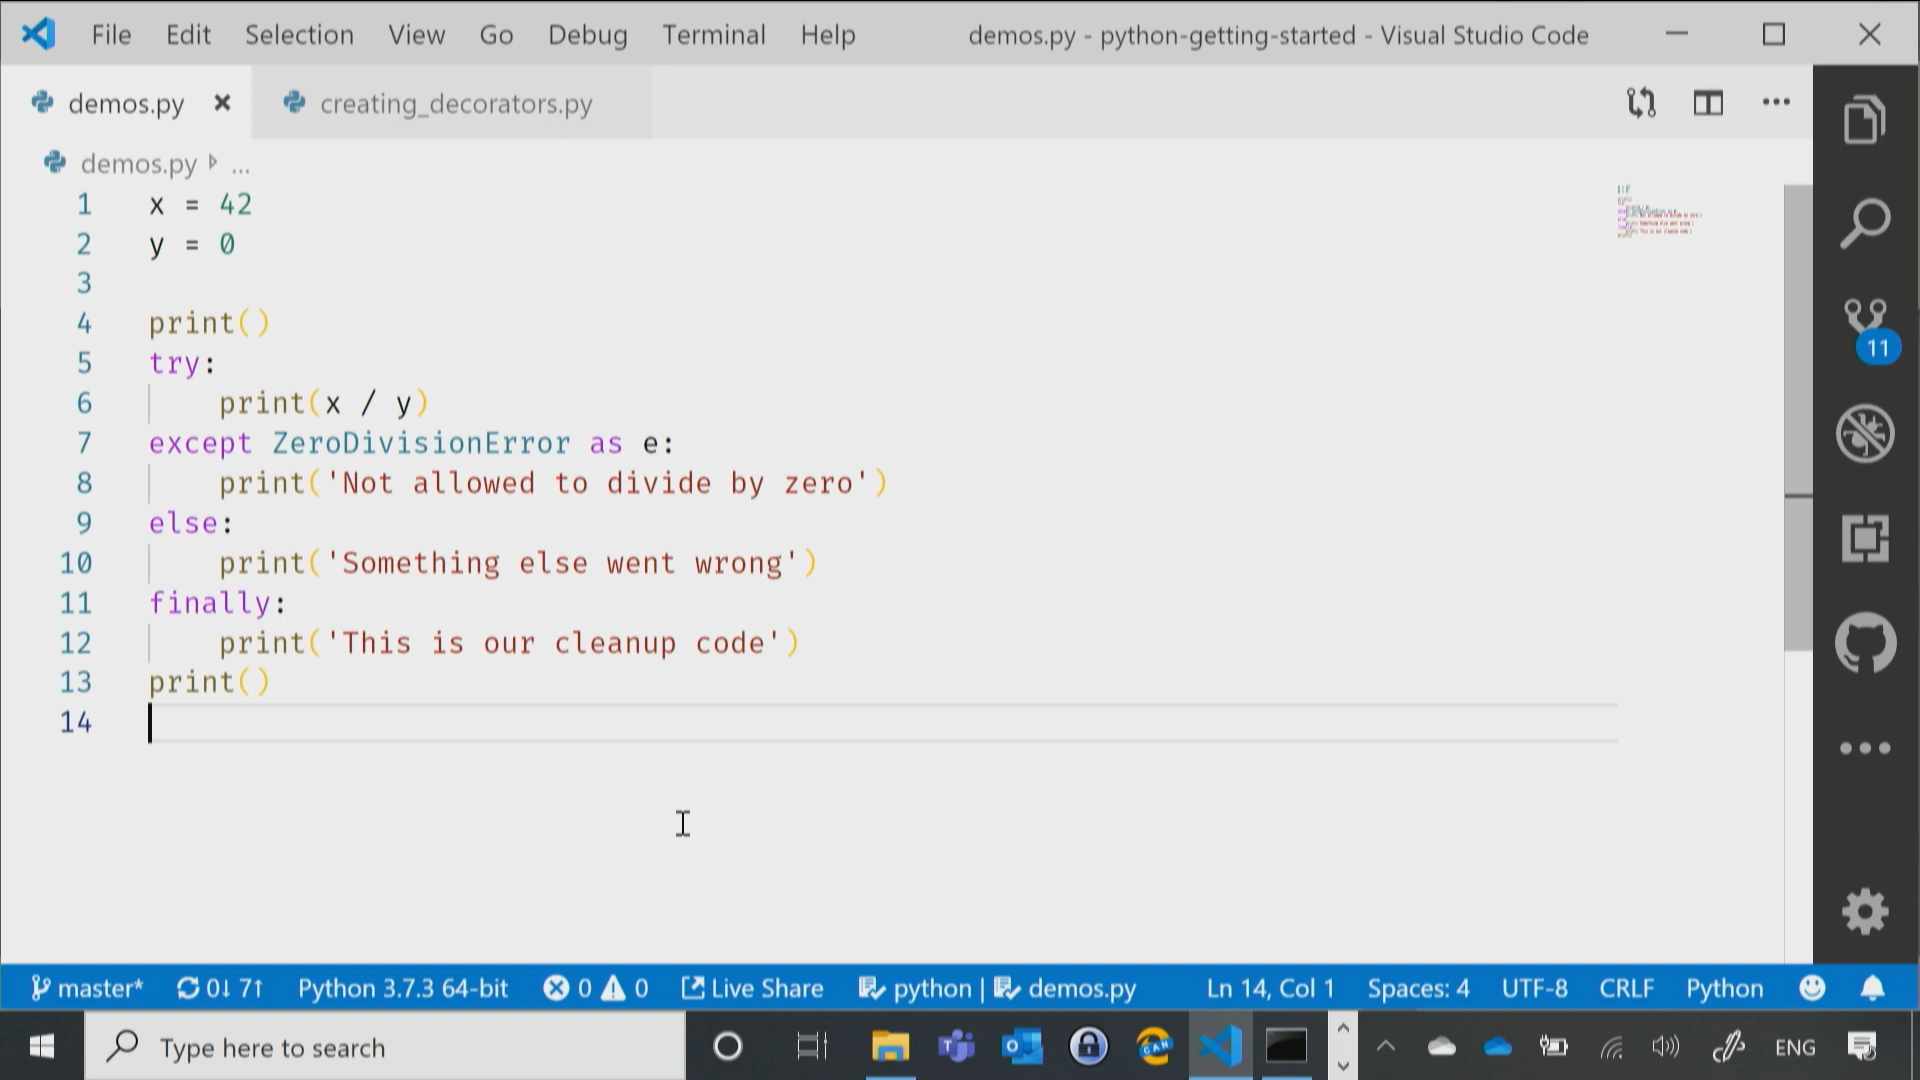 File Edit Selection View Go Debug Terminal Help demos.py - python-getting-started - Visual Studio Code
demos.py creating_decorators.py
demos.py ...
1 x = 42
2 y = 0
3
4 print()
5 try:
6     print(x / y)
7 except ZeroDivisionError as e:
8     print('Not allowed to divide by zero')
9 else:
10     print('Something else went wrong')
11 finally:
12     print('This is our cleanup code')
13 print()
14
11
master* 0↓ 7↑ Python 3.7.3 64-bit 0 0 Live Share python | demos.py Ln 14, Col 1 Spaces: 4 UTF-8 CRLF Python
Type here to search ENG